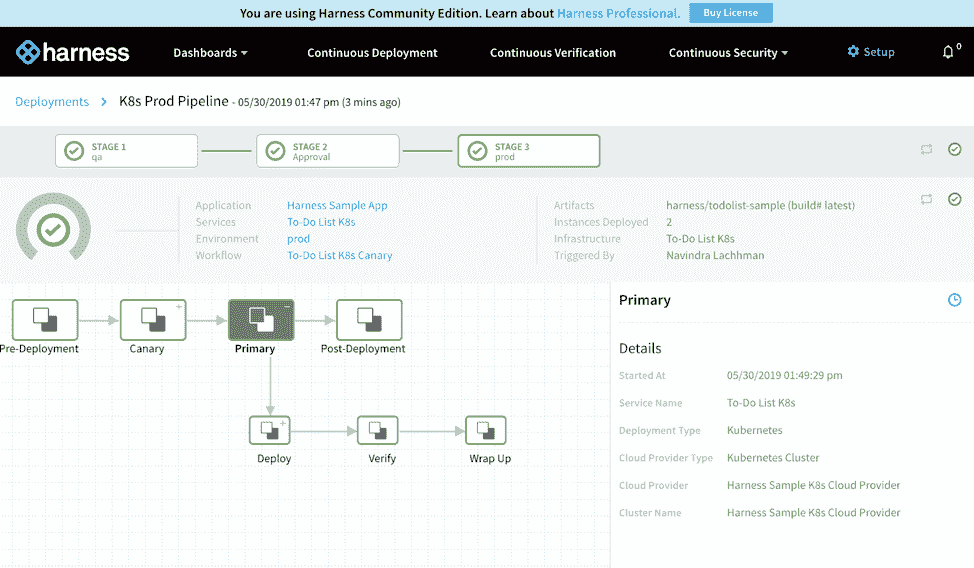 You are using Harness Community Edition. Learn about Harness Professional. Buy License
harness Dashboards Continuous Deployment Continuous Verification Continuous Security Setup 0
Deployments > K8s Prod Pipeline - 05/30/2019 01:47 pm (3 mins ago)
STAGE 1
qa
STAGE 2
Approval
STAGE 3
prod
Application Harness Sample App
Services To-Do List K8s
Environment prod
Workflow To-Do List K8s Canary
Artifacts harness/todolist-sample (build# latest)
Instances Deployed 2
Infrastructure To-Do List K8s
Triggered By Navindra Lachhman
Pre-Deployment Canary Primary Post-Deployment
Deploy Verify Wrap Up
Primary
Details
Started At 05/30/2019 01:49:29 pm
Service Name To-Do List K8s
Deployment Type Kubernetes
Cloud Provider Type Kubernetes Cluster
Cloud Provider Harness Sample K8s Cloud Provider
Cluster Name Harness Sample K8s Cloud Provider